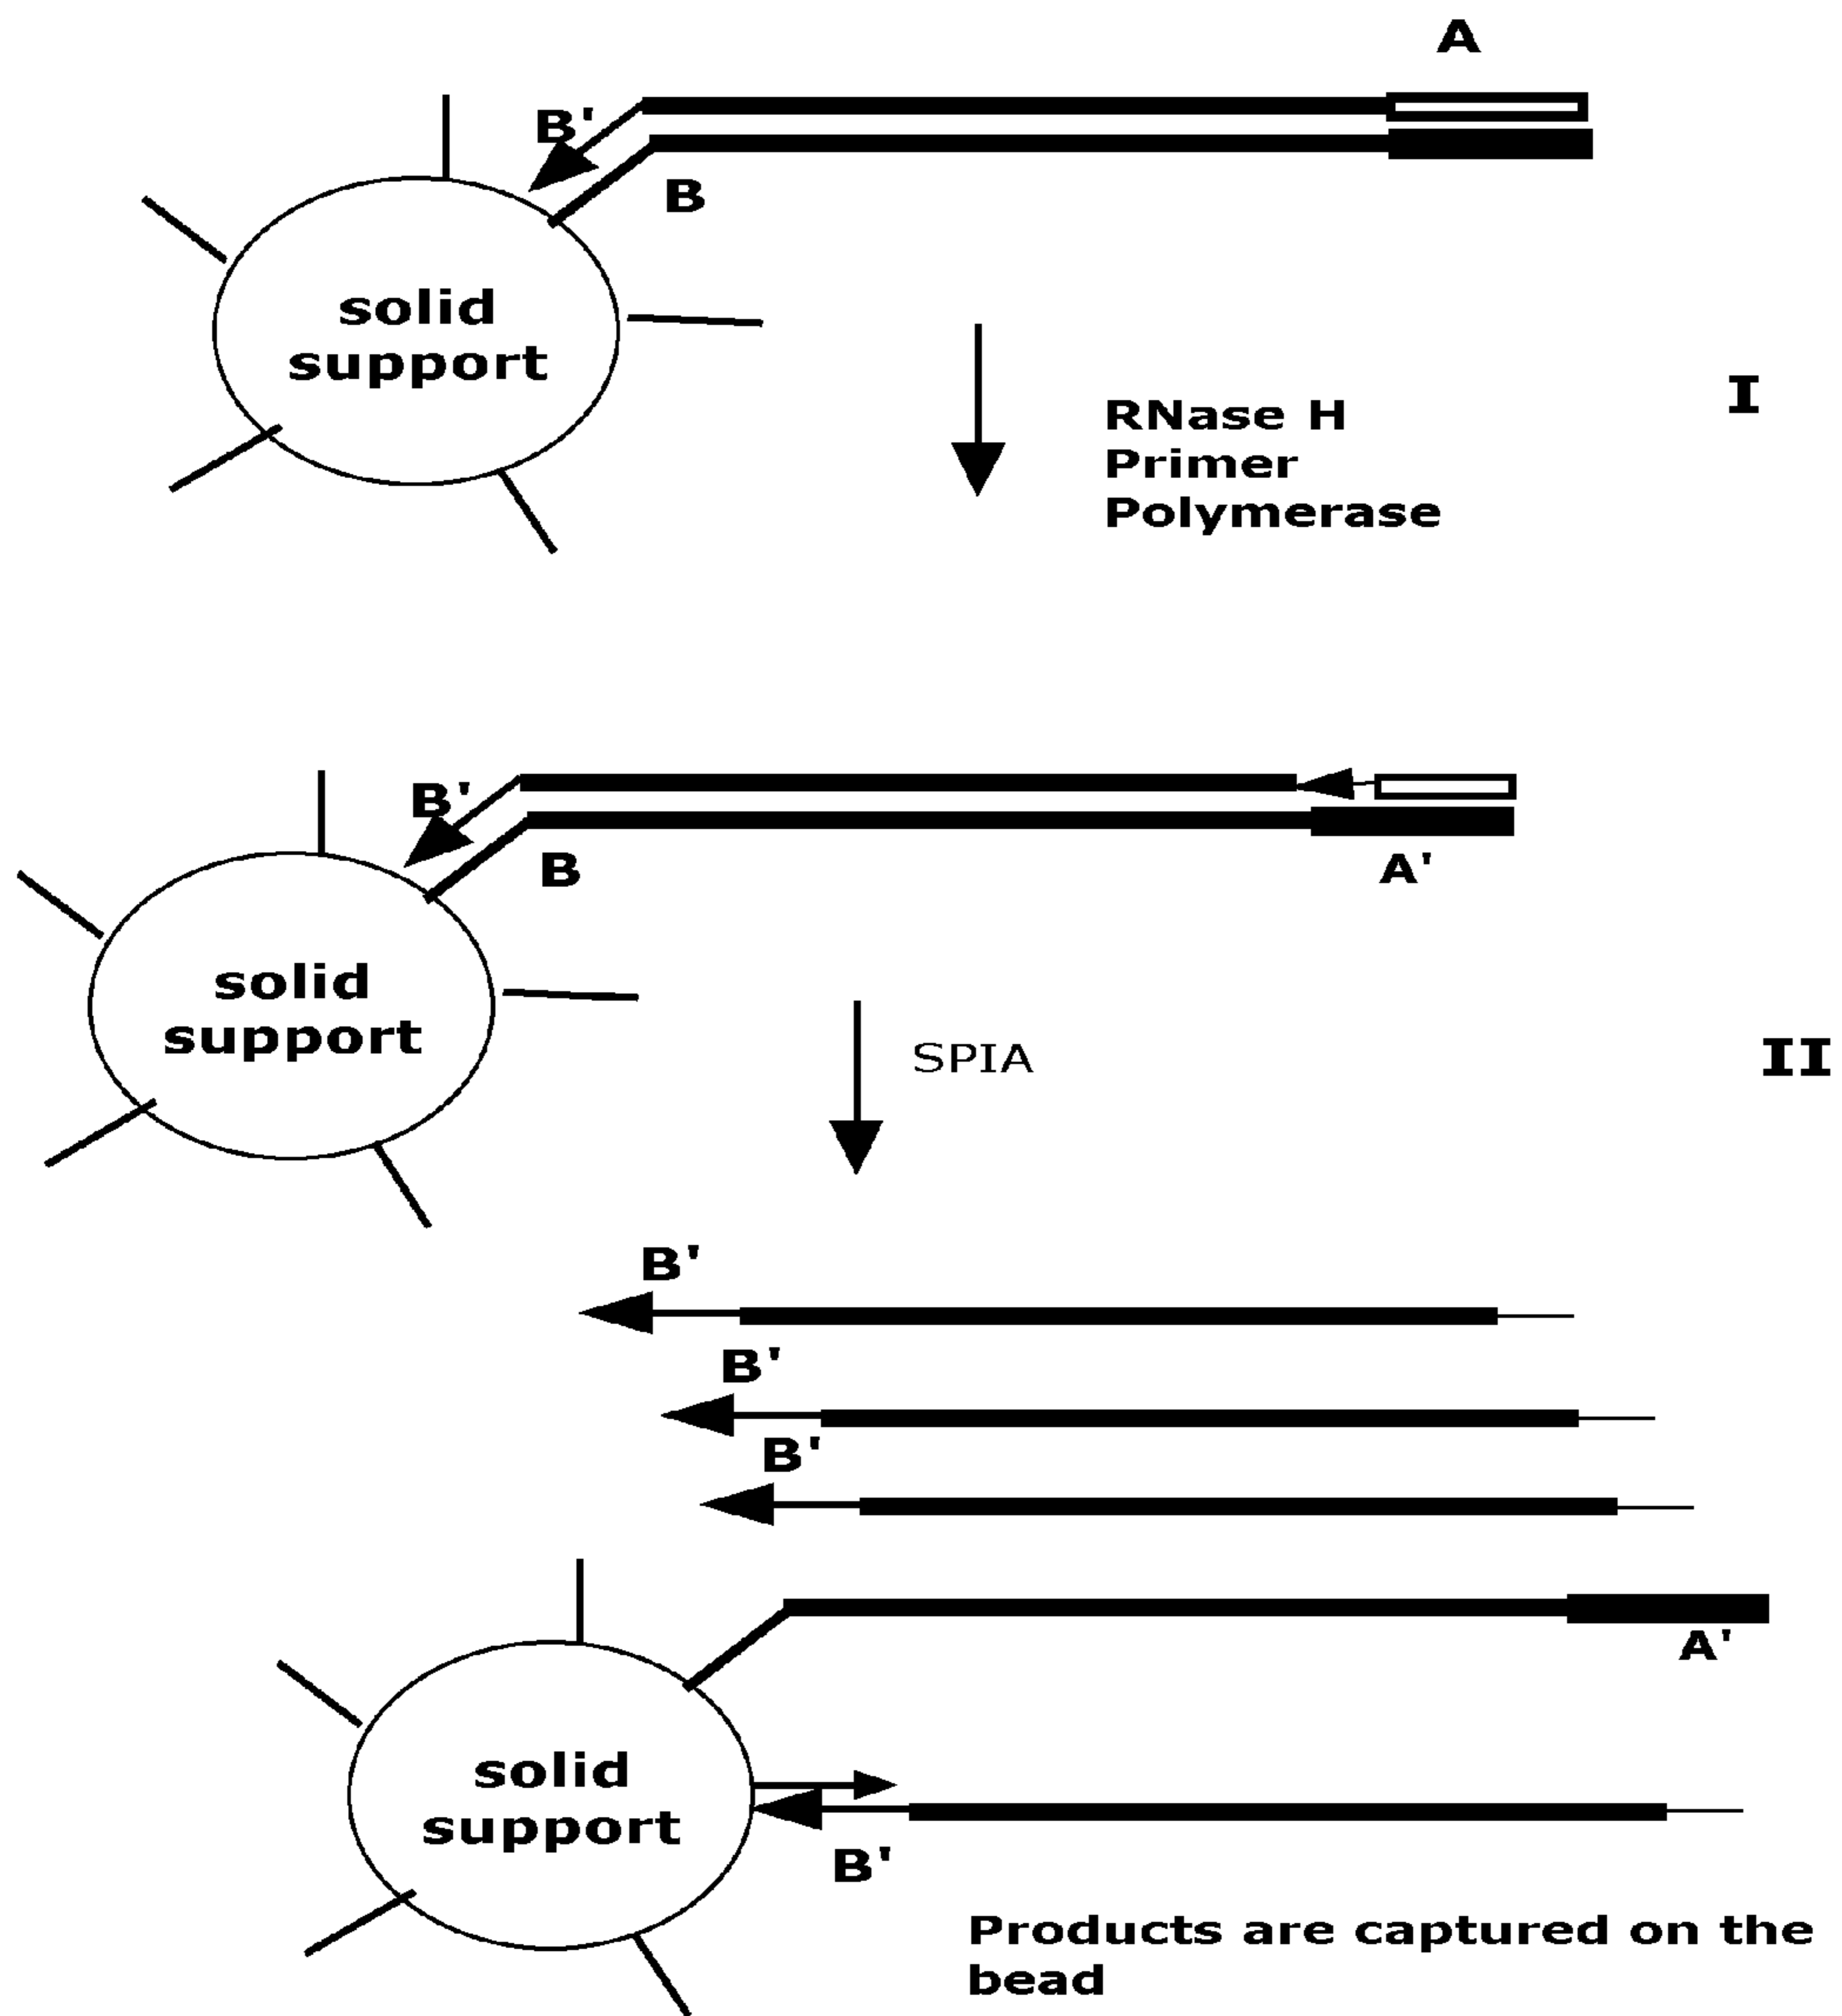 A
B'
B
solid
support
I
RNase H
Primer
Polymerase
B'
B
A'
solid
support
SPIA
II
B'
B'
B'
A'
solid
support
B'
Products are captured on the
bead